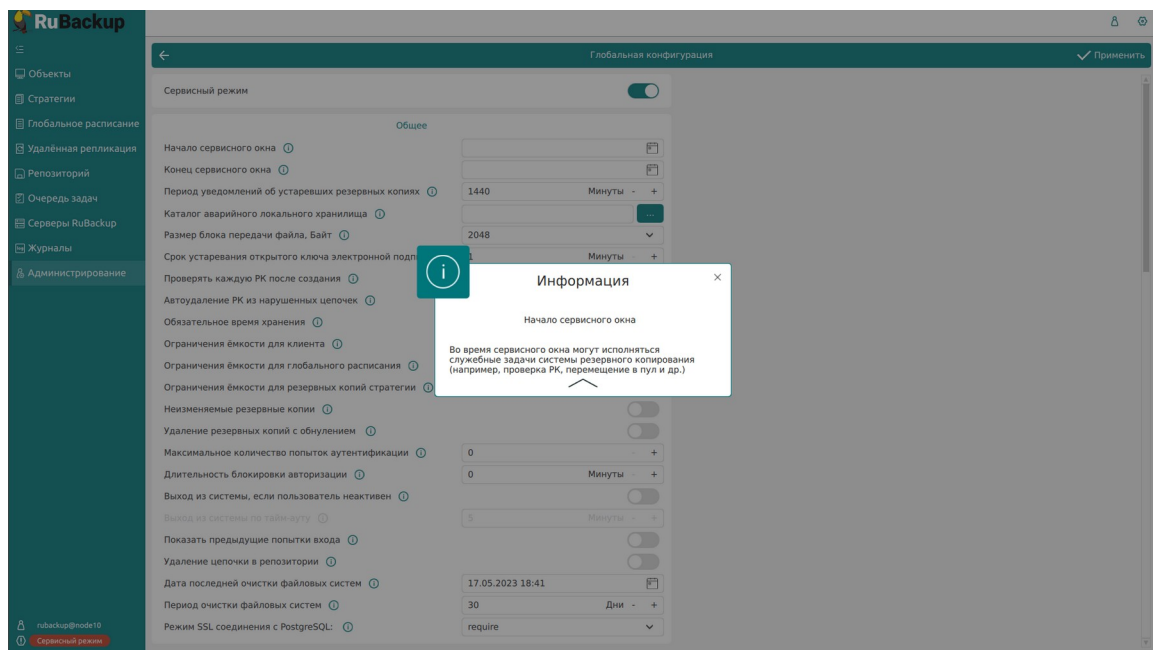 RuBackup
Глобальная конфигурация
Применить
Объекты
Стратегии
Глобальное расписание
Удалённая репликация
Репозиторий
Очередь задач
Серверы RuBackup
Журналы
Администрирование
Сервисный режим
Общее
Начало сервисного окна
Конец сервисного окна
Период уведомлений об устаревших резервных копиях 1440 Минуты - +
Каталог аварийного локального хранилища ...
Размер блока передачи файла, Байт 2048
Срок устаревания открытого ключа электронной 1 Минуты - +
Проверять каждую РК после создания
Автоудаление РК из нарушенных цепочек
Обязательное время хранения
Ограничения ёмкости для клиента
Ограничения ёмкости для глобального расписания
Ограничения ёмкости для резервных копий стратегии
Информация
Начало сервисного окна
Во время сервисного окна могут исполняться
служебные задачи системы резервного копирования
(например, проверка РК, перемещение в пул и др.)
Неизменяемые резервные копии
Удаление резервных копий с обнулением
Максимальное количество попыток аутентификации 0 - +
Длительность блокировки авторизации 0 Минуты - +
Выход из системы, если пользователь неактивен
Выход из системы по тайм-ауту 5 Минуты - +
Показать предыдущие попытки входа
Удаление цепочки в репозитории
Дата последней очистки файловых систем 17.05.2023 18:41
Период очистки файловых систем 30 Дни - +
Режим SSL соединения с PostgreSQL: require
rubackup@node10
Сервисный режим